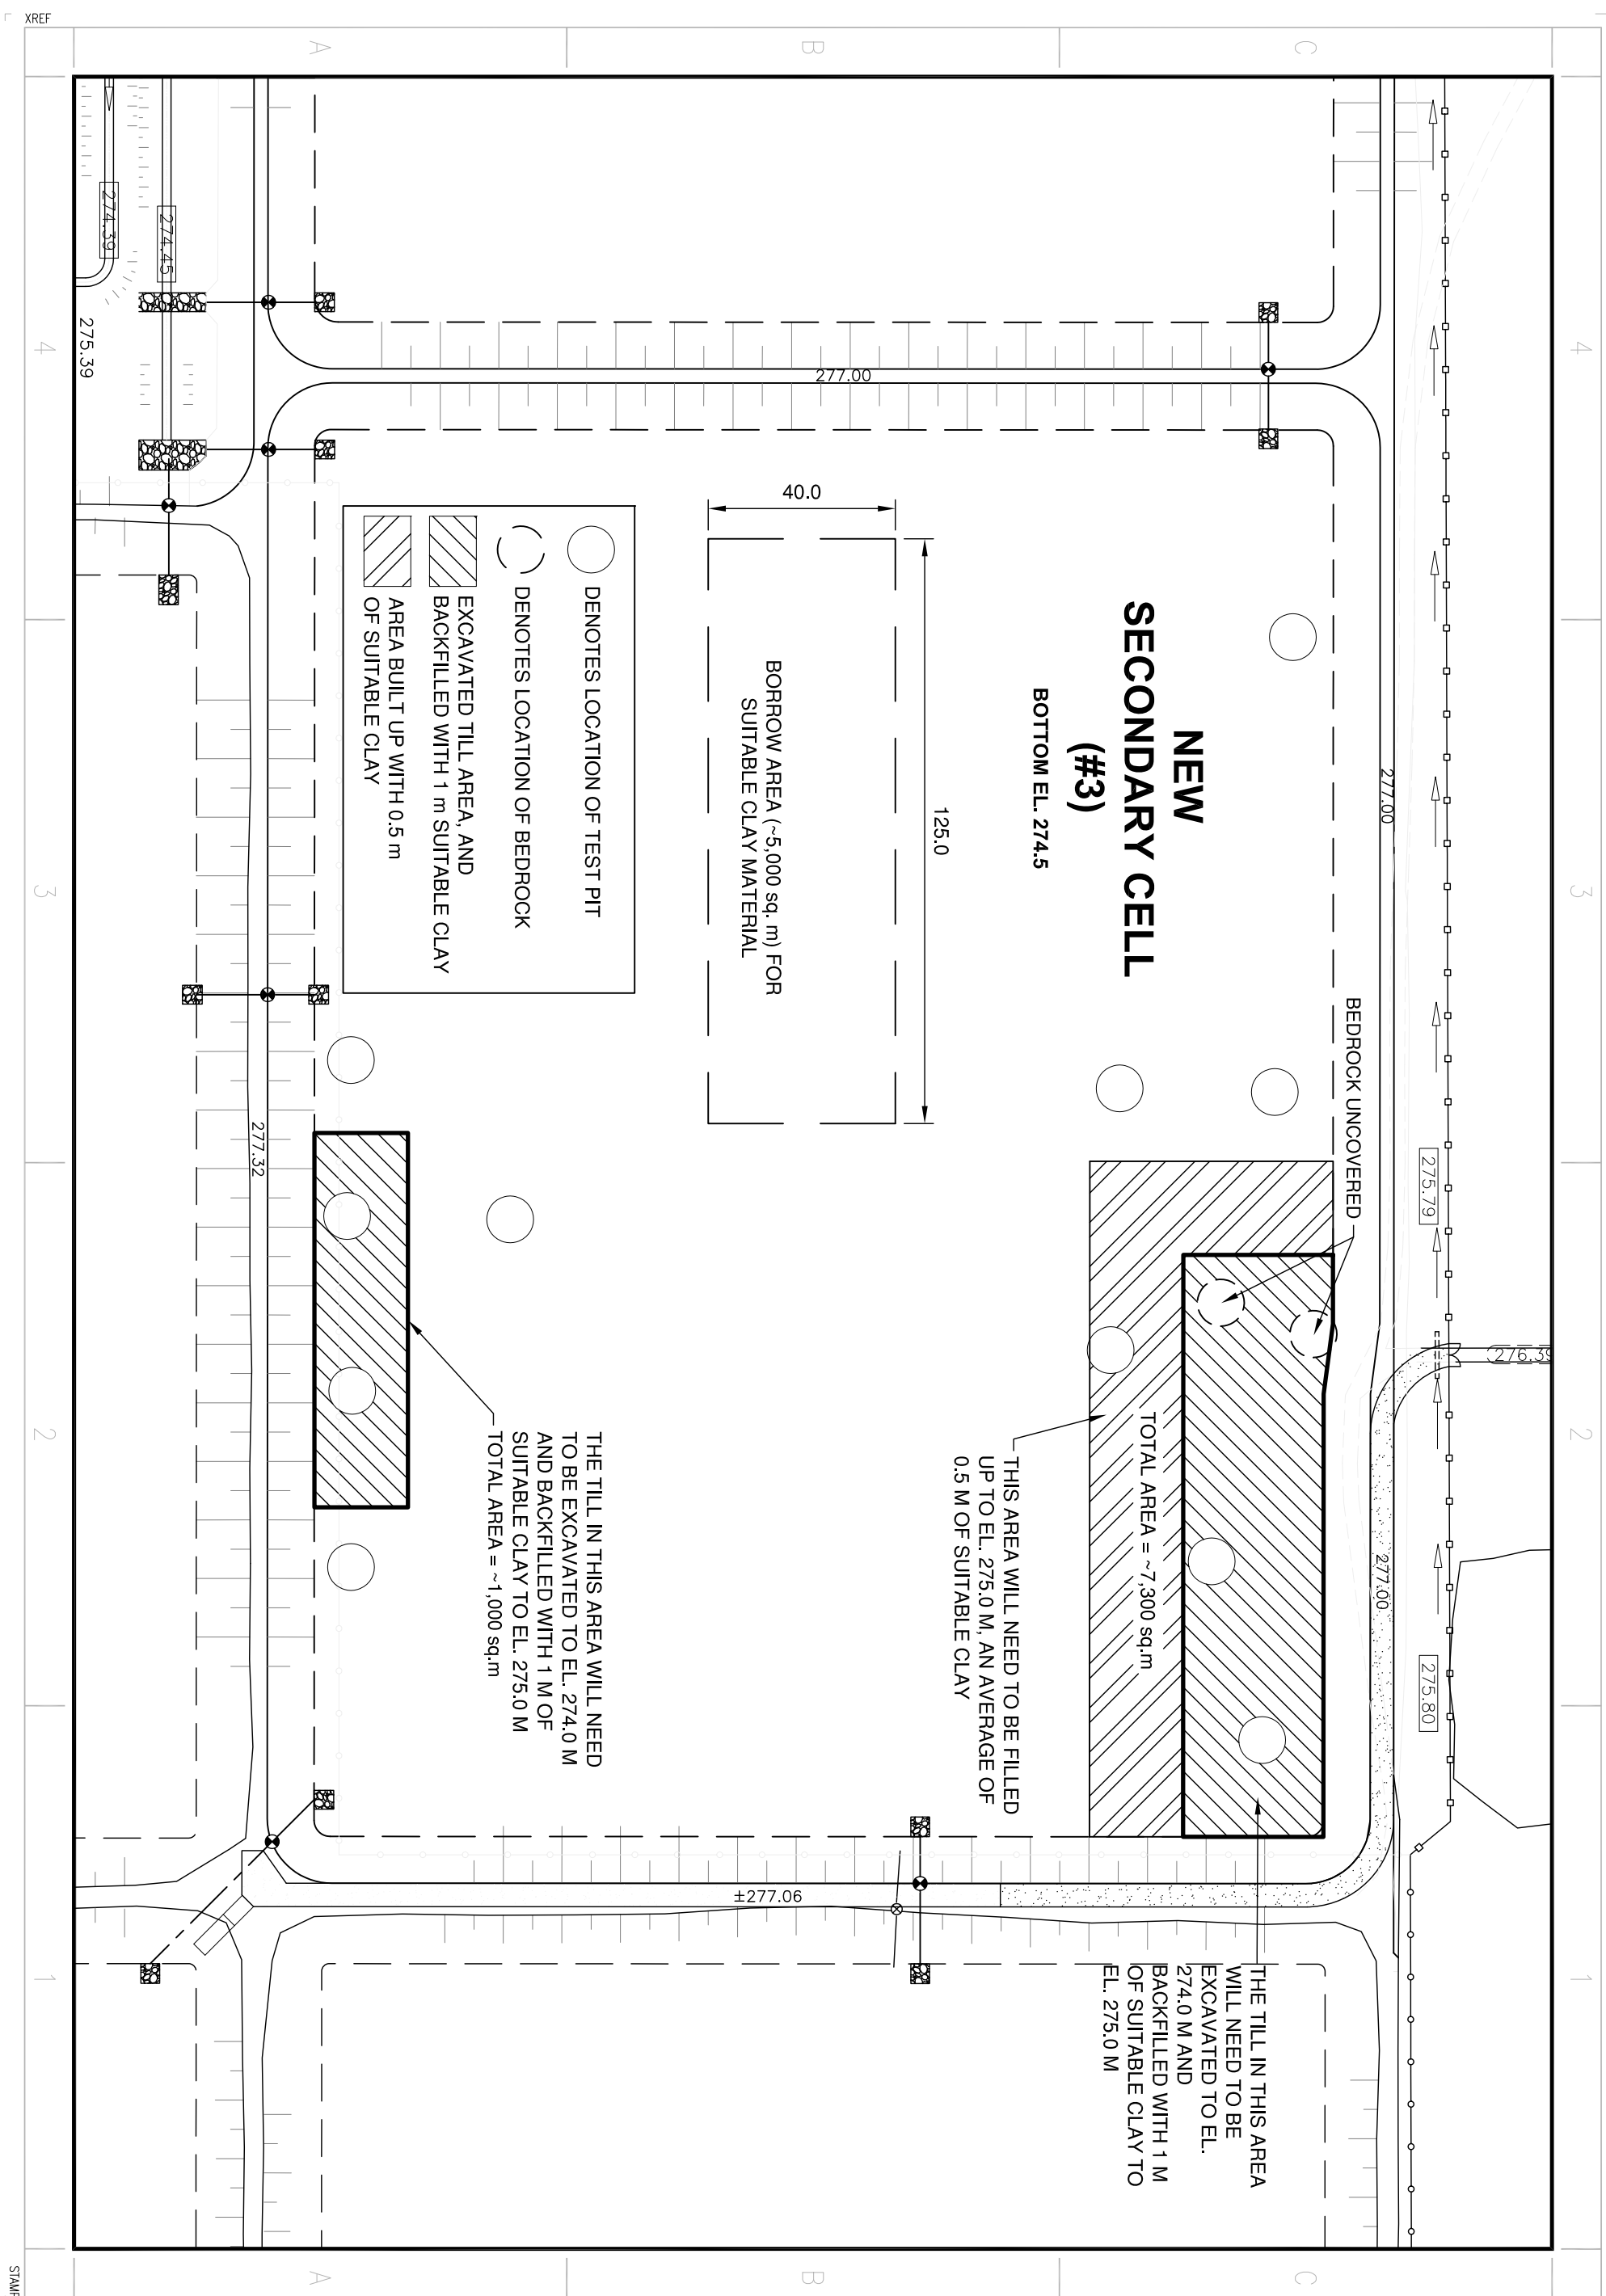 XREF
A
B
C
4
3
2
1
A
B
C
4
3
2
1
STAMP
274.39
274.45
275.39
277.00
40.0
125.0
NEW
SECONDARY CELL
(#3)
BOTTOM EL. 274.5
BORROW AREA (~5,000 sq. m) FOR
SUITABLE CLAY MATERIAL
DENOTES LOCATION OF TEST PIT
DENOTES LOCATION OF BEDROCK
EXCAVATED TILL AREA, AND
BACKFILLED WITH 1 m SUITABLE CLAY
AREA BUILT UP WITH 0.5 m
OF SUITABLE CLAY
277.00
BEDROCK UNCOVERED
275.79
276.39
277.00
275.80
277.32
TOTAL AREA = ~7,300 sq.m
THIS AREA WILL NEED TO BE FILLED
UP TO EL. 275.0 M, AN AVERAGE OF
0.5 M OF SUITABLE CLAY
THE TILL IN THIS AREA WILL NEED
TO BE EXCAVATED TO EL. 274.0 M
AND BACKFILLED WITH 1 M OF
SUITABLE CLAY TO EL. 275.0 M
TOTAL AREA = ~1,000 sq.m
±277.06
THE TILL IN THIS AREA
WILL NEED TO BE
EXCAVATED TO EL.
274.0 M AND
BACKFILLED WITH 1 M
OF SUITABLE CLAY TO
EL. 275.0 M